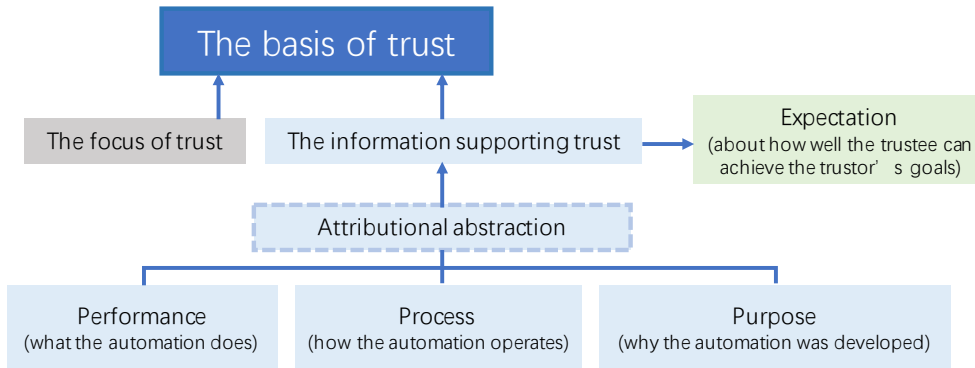 The basis of trust
The focus of trust
The information supporting trust
Expectation
(about how well the trustee can
achieve the trustor’ s goals)
Attributional abstraction
Performance
(what the automation does)
Process
(how the automation operates)
Purpose
(why the automation was developed)